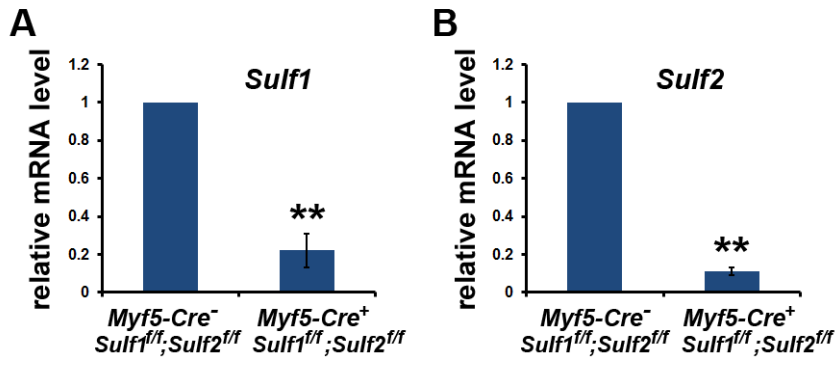 A
relative mRNA level
1.2
1
0.8
0.6
0.4
0.2
0
Sulf1
**
Myf5-Cre⁻
Sulf1f/f;Sulf2f/f
Myf5-Cre⁺
Sulf1f/f;Sulf2f/f
B
relative mRNA level
1.2
1
0.8
0.6
0.4
0.2
0
Sulf2
**
Myf5-Cre⁻
Sulf1f/f;Sulf2f/f
Myf5-Cre⁺
Sulf1f/f;Sulf2f/f